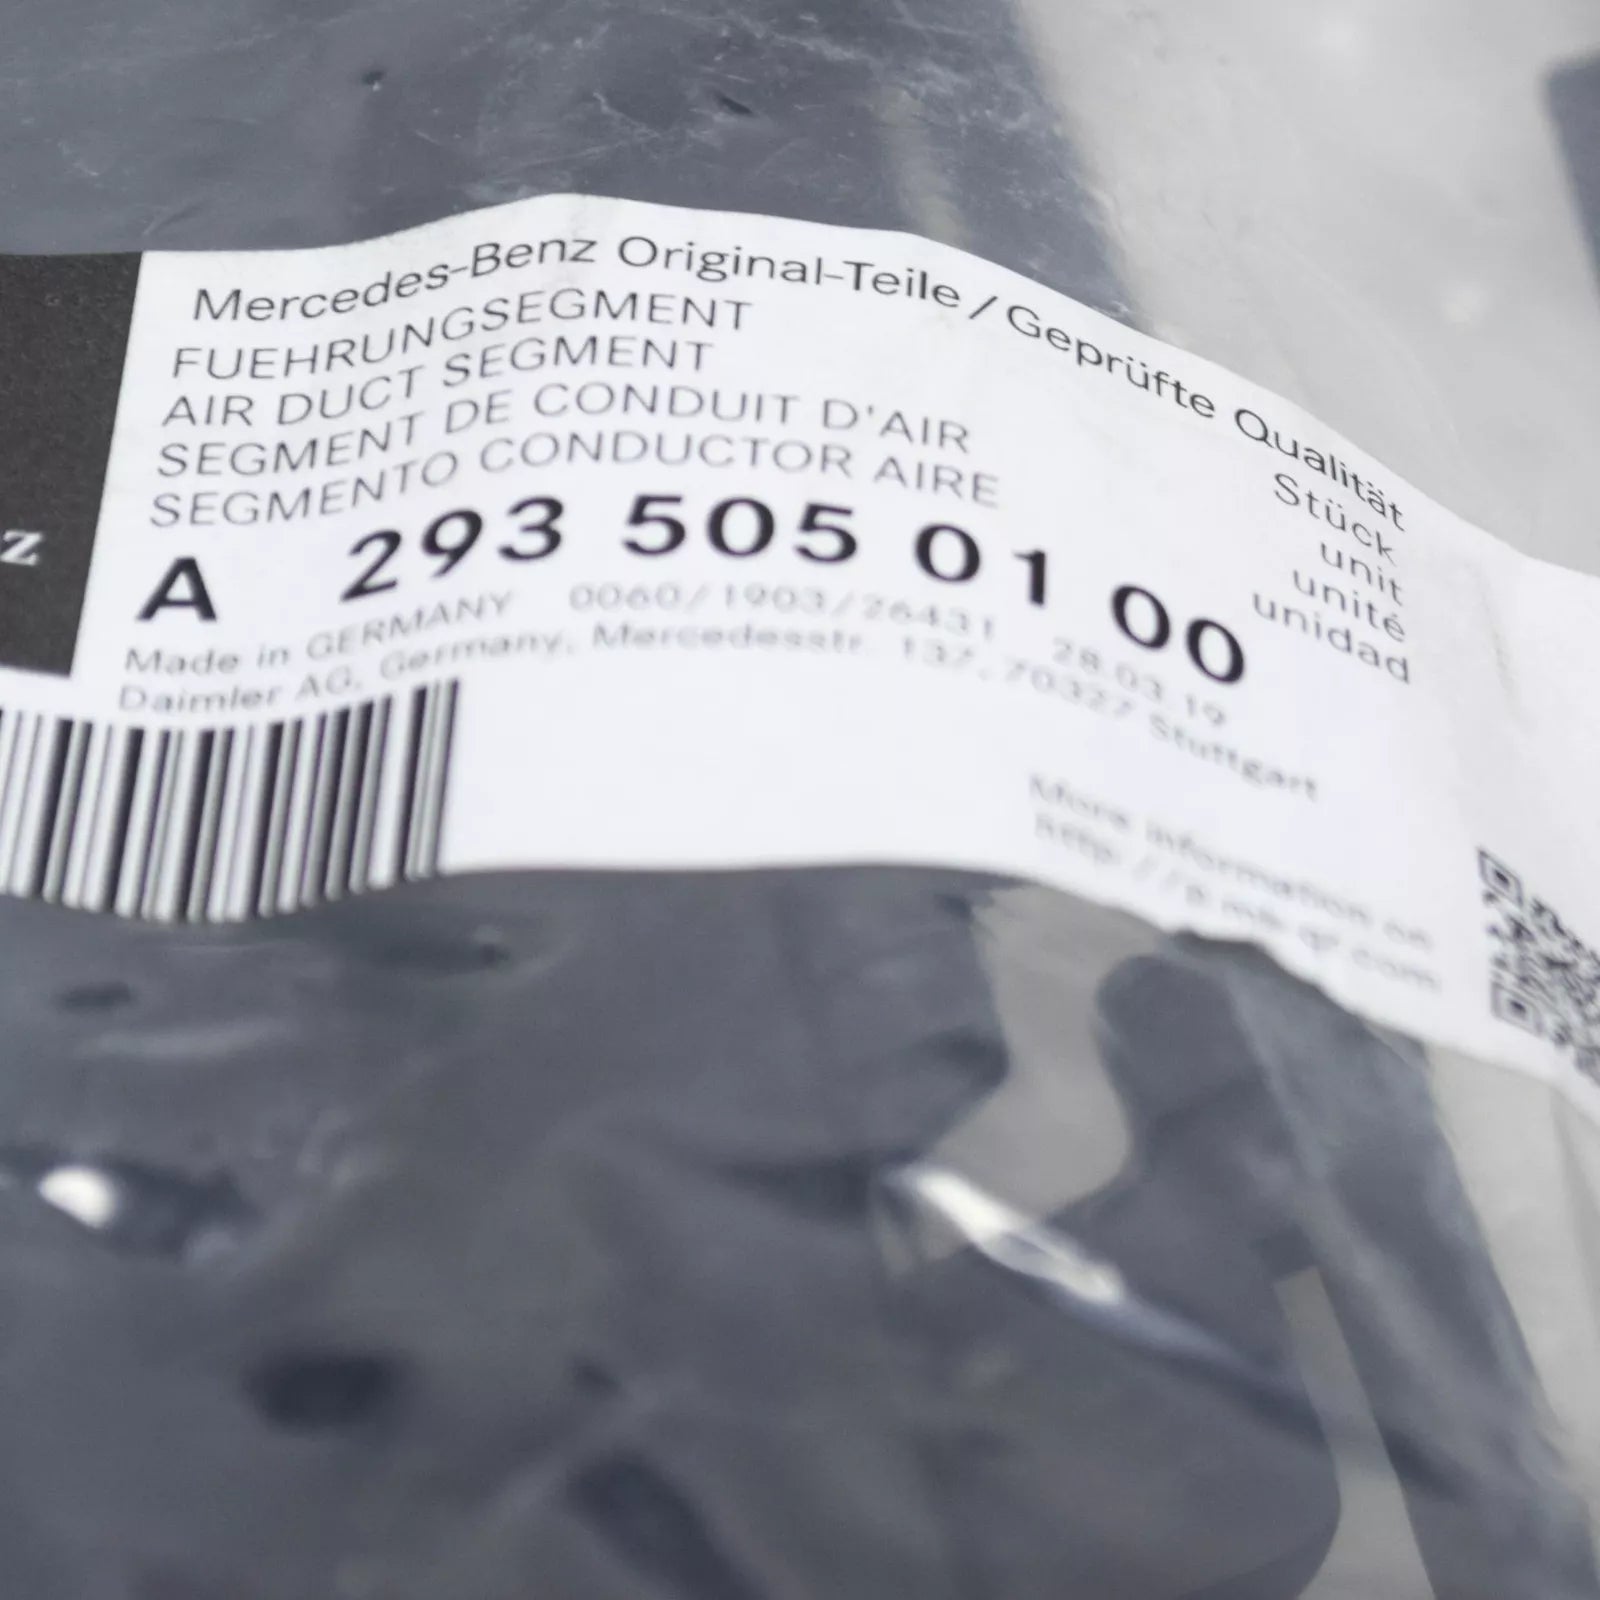 Mercedes-Benz Original-Teile / Geprüfte Qualität
FUEHRUNGSEGMENT
AIR DUCT SEGMENT
SEGMENT DE CONDUIT D'AIR
SEGMENTO CONDUCTOR AIRE
Stück
unit
unité
unidad
z
A 293 505 01 00
Made in GERMANY 0060/1903/26431 28.03.19
Daimler AG, Germany, Mercedesstr. 137, 70327 Stuttgart
More information on